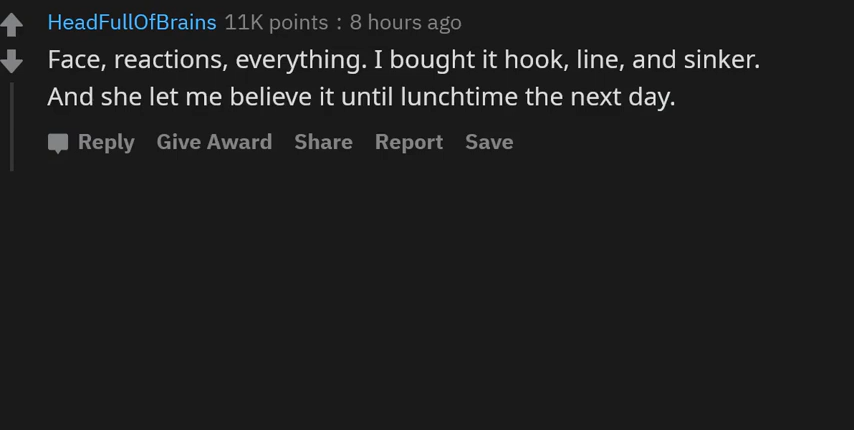 HeadFullOfBrains 11K points : 8 hours ago
Face, reactions, everything. I bought it hook, line, and sinker.
And she let me believe it until lunchtime the next day.
Reply Give Award Share Report Save